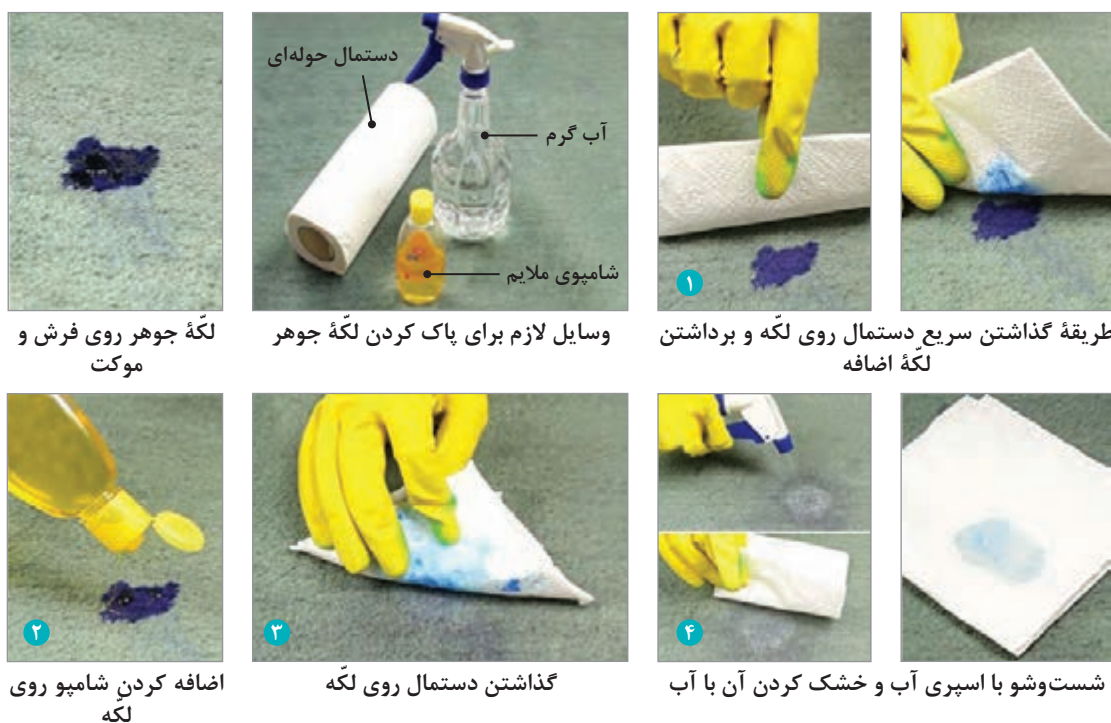 دستمال حوله‌ای
آب گرم
شامپوی ملایم
۱
لکّهٔ جوهر روی فرش و
موکت
وسایل لازم برای پاک کردن لکّهٔ جوهر
طریقهٔ گذاشتن سریع دستمال روی لکّه و برداشتن
لکّهٔ اضافه
۲
۳
۴
اضافه کردن شامپو روی
لکّه
گذاشتن دستمال روی لکّه
شست‌وشو با اسپری آب و خشک کردن آن با آب